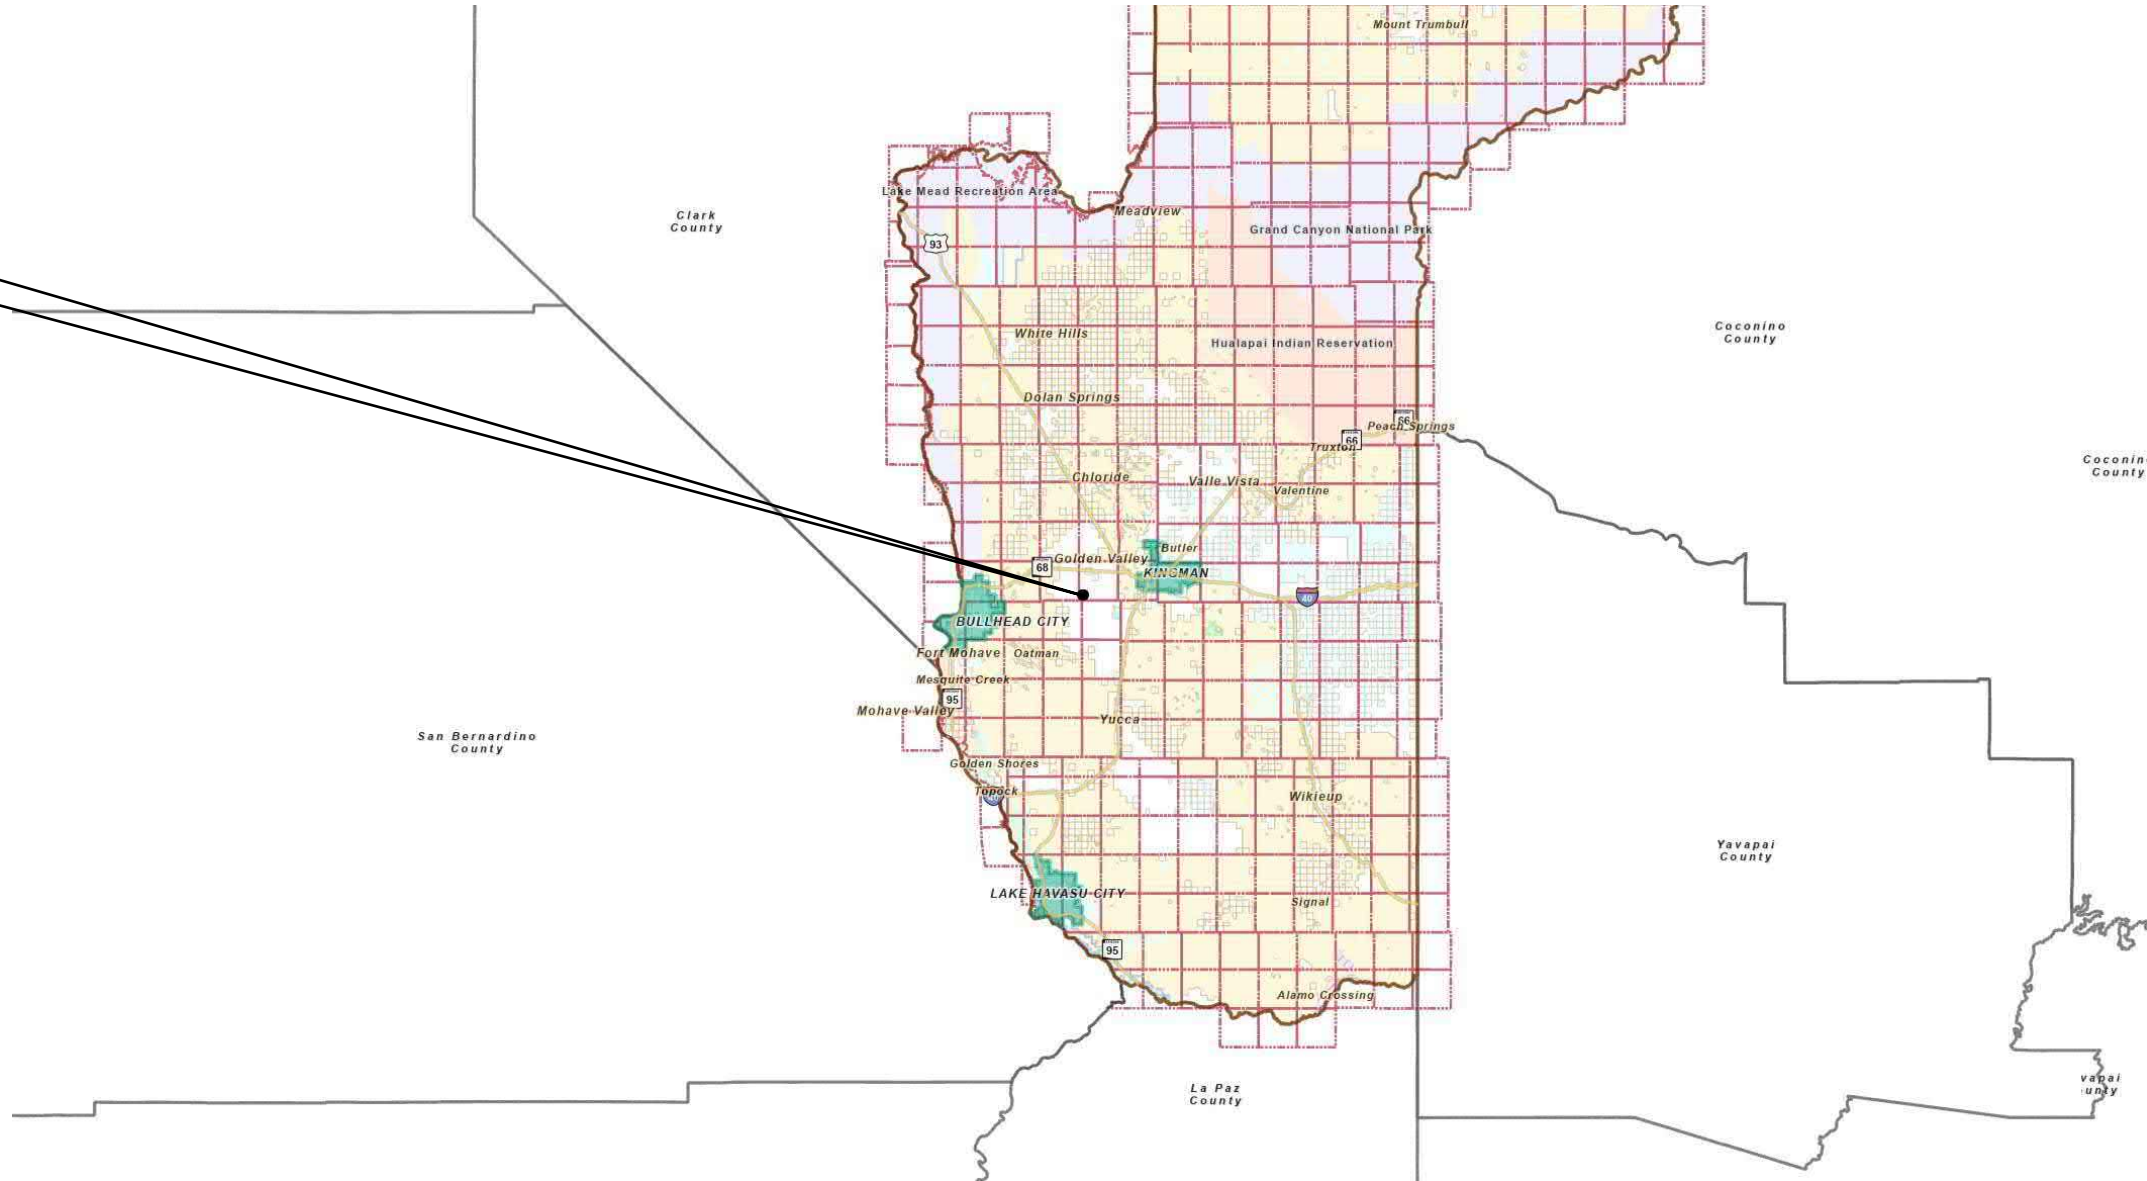 Mount Trumbull
Lake Mead Recreation Area
Meadview
Clark
County
Grand Canyon National Park
93
White Hills
Hualapai Indian Reservation
Coconino
County
Dolan Springs
66
Peach Springs
66
Truxton
Coconin
County
Chloride
Valle Vista
Valentine
Butler
Golden Valley
68
KINGMAN
40
BULLHEAD CITY
Fort Mohave
Oatman
Mesquite Creek
95
Mohave Valley
Yucca
San Bernardino
County
Golden Shores
Topock
Wikieup
Yavapai
County
LAKE HAVASU CITY
Signal
95
Alamo Crossing
La Paz
County
vapai
unty